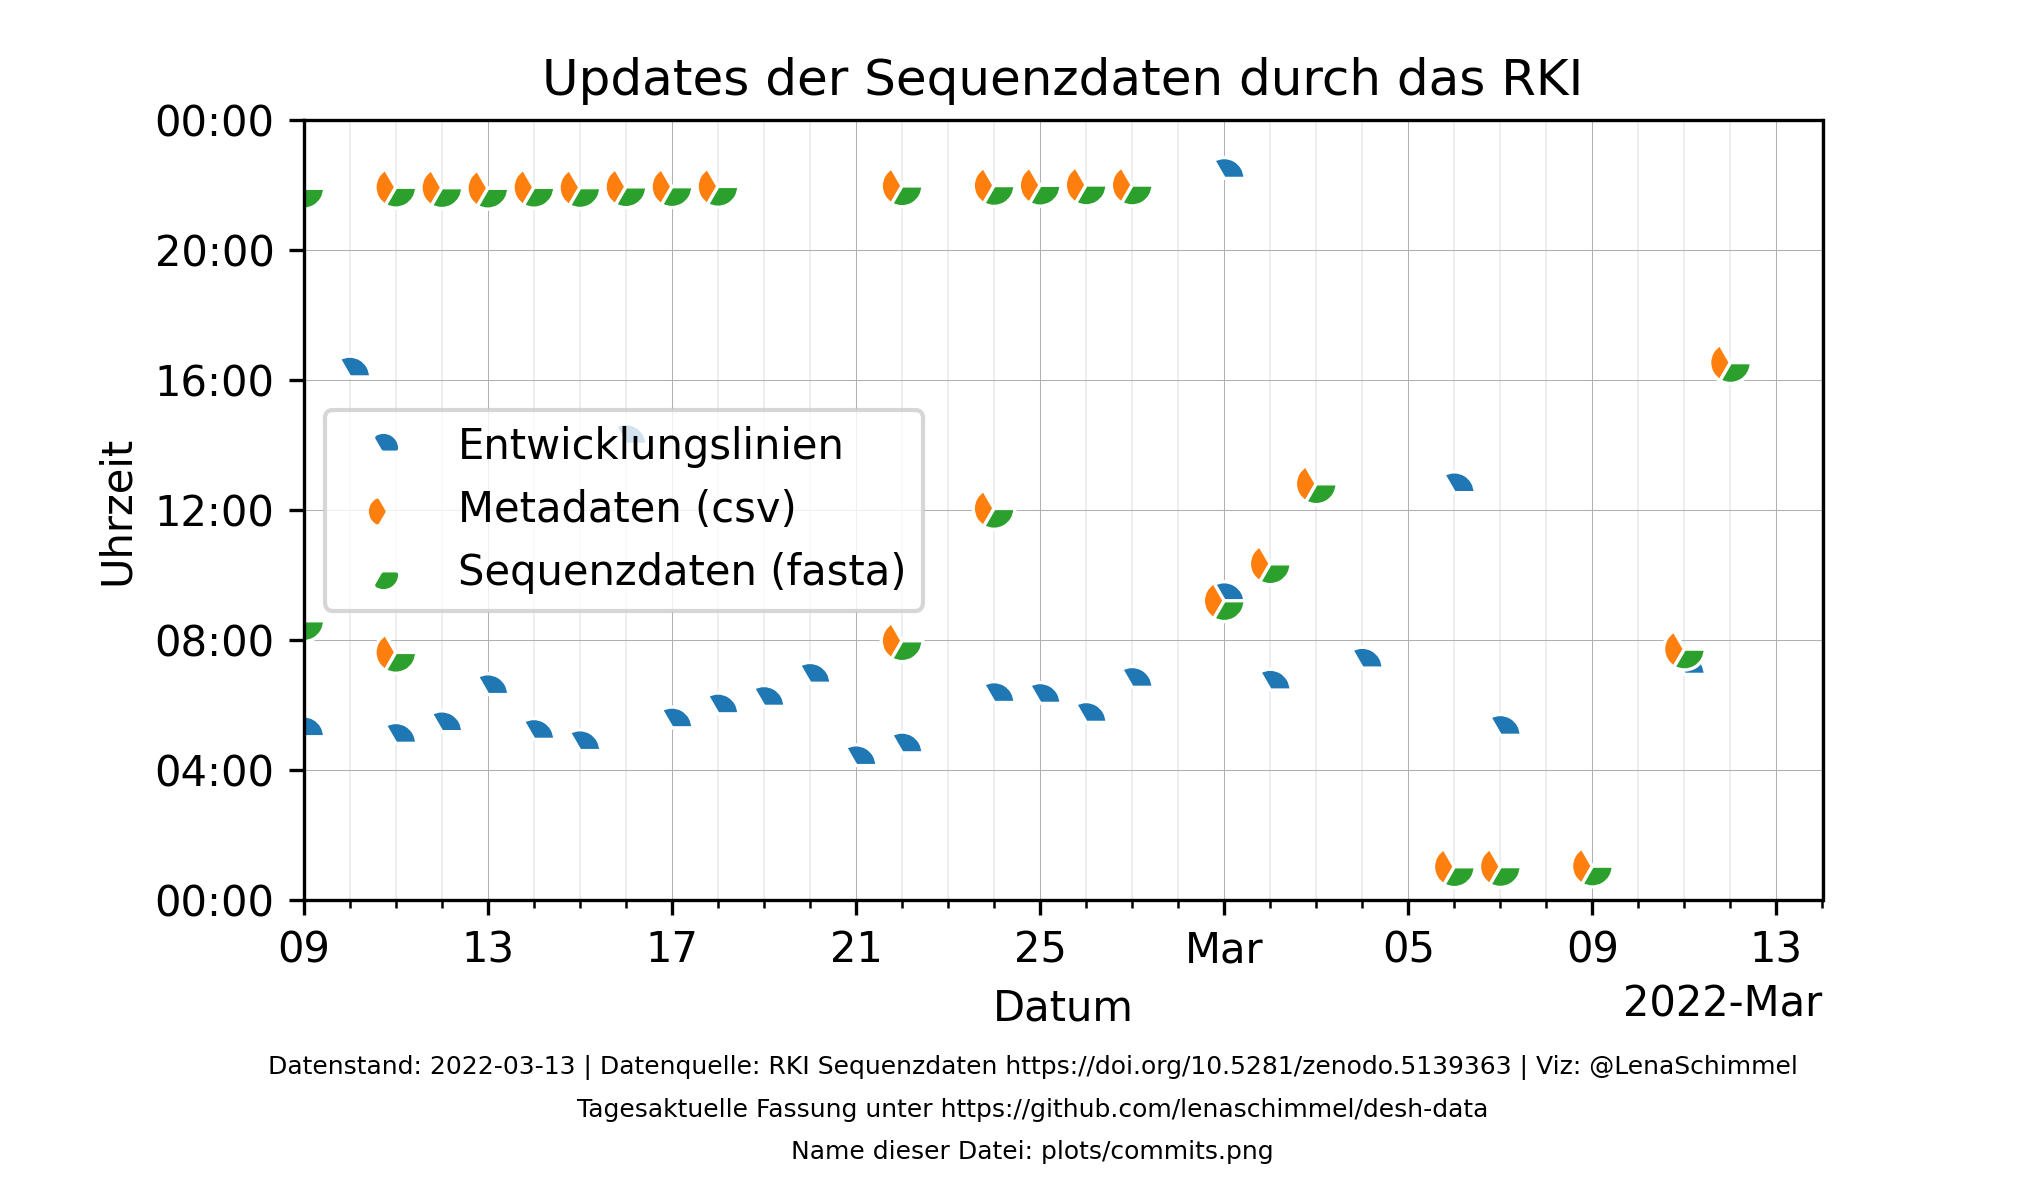 Updates der Sequenzdaten durch das RKI
00:00
20:00
16:00
12:00
08:00
04:00
00:00
Uhrzeit
Entwicklungslinien
Metadaten (csv)
Sequenzdaten (fasta)
09 13 17 21 25 Mar 05 09 13
Datum
2022-Mar
Datenstand: 2022-03-13 | Datenquelle: RKI Sequenzdaten https://doi.org/10.5281/zenodo.5139363 | Viz: @LenaSchimmel
Tagesaktuelle Fassung unter https://github.com/lenaschimmel/desh-data
Name dieser Datei: plots/commits.png